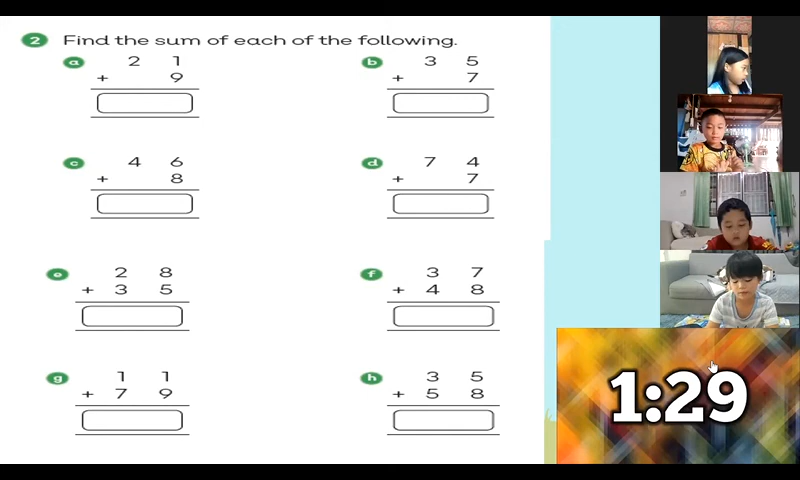 2 Find the sum of each of the following.
a 2 1
+ 9
b 3 5
+ 7
c 4 6
+ 8
d 7 4
+ 7
e 2 8
+ 3 5
f 3 7
+ 4 8
g 1 1
+ 7 9
h 3 5
+ 5 8
1:29